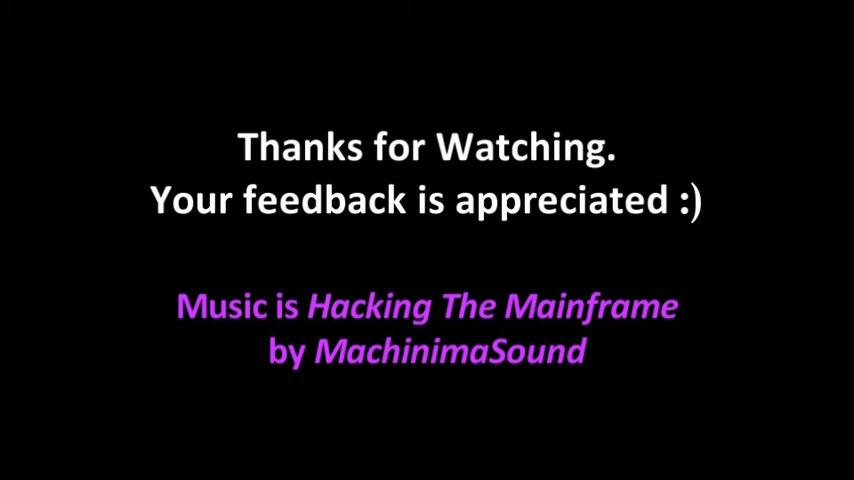 Thanks for Watching.
Your feedback is appreciated :)
Music is Hacking The Mainframe
by MachinimaSound